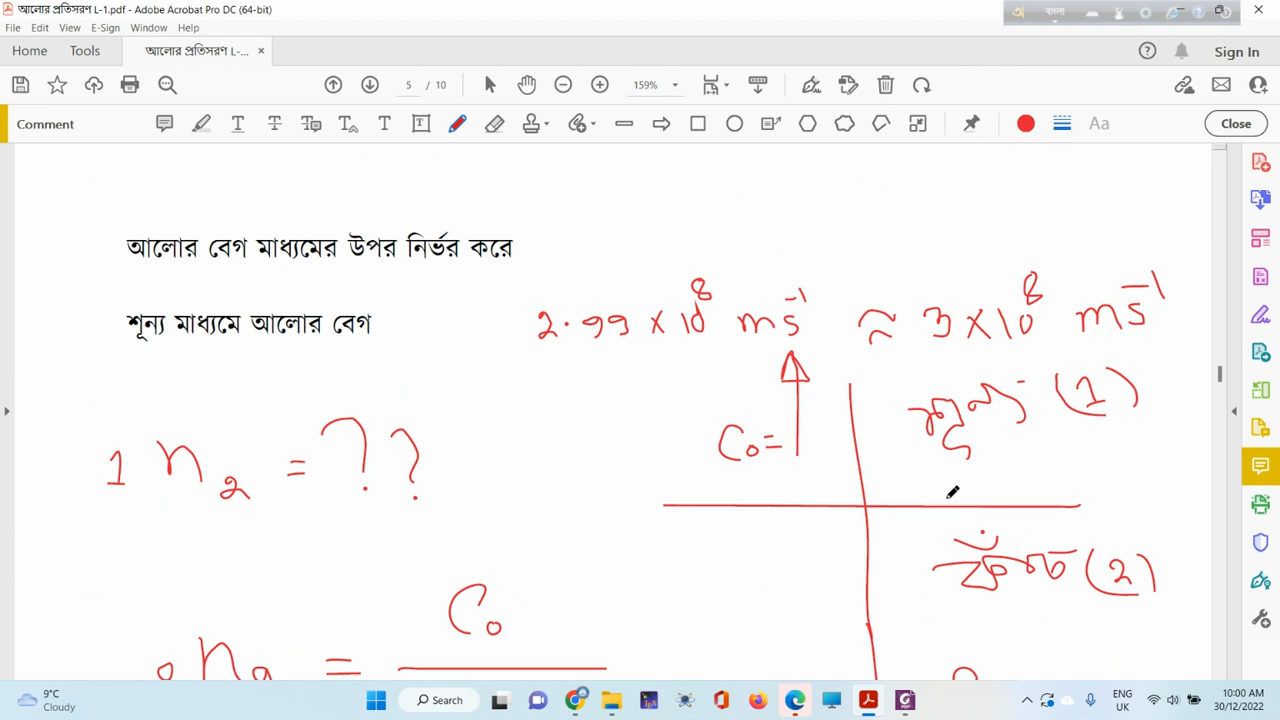 আলোর প্রতিসরণ L-1.pdf - Adobe Acrobat Pro DC (64-bit)
বাংলা
File Edit View E-Sign Window Help
Home Tools আলোর প্রতিসরণ L-... × Sign In
5 / 10 159%
Comment Aa Close
আলোর বেগ মাধ্যমের উপর নির্ভর করে
শূন্য মাধ্যমে আলোর বেগ 2.99 × 10⁸ ms⁻¹ ≈ 3 × 10⁸ ms⁻¹
C₀ = শূন্য (1)
1 n₂ = ??
কাঁচ (2)
C₀
₀n₂ =
9°C
Cloudy
Search
ENG
UK
10:00 AM
30/12/2022